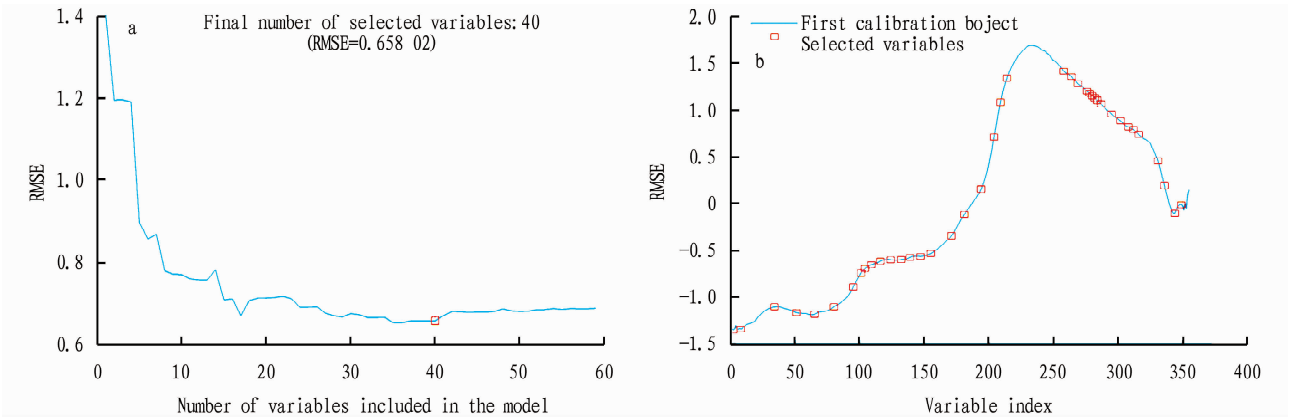 a
Final number of selected variables:40
(RMSE=0.658 02)
1.4
1.2
1.0
0.8
0.6
RMSE
0 10 20 30 40 50 60
Number of variables included in the model
First calibration boject
Selected variables
b
2.0
1.5
1.0
0.5
0
-0.5
-1.0
-1.5
RMSE
0 50 100 150 200 250 300 350 400
Variable index